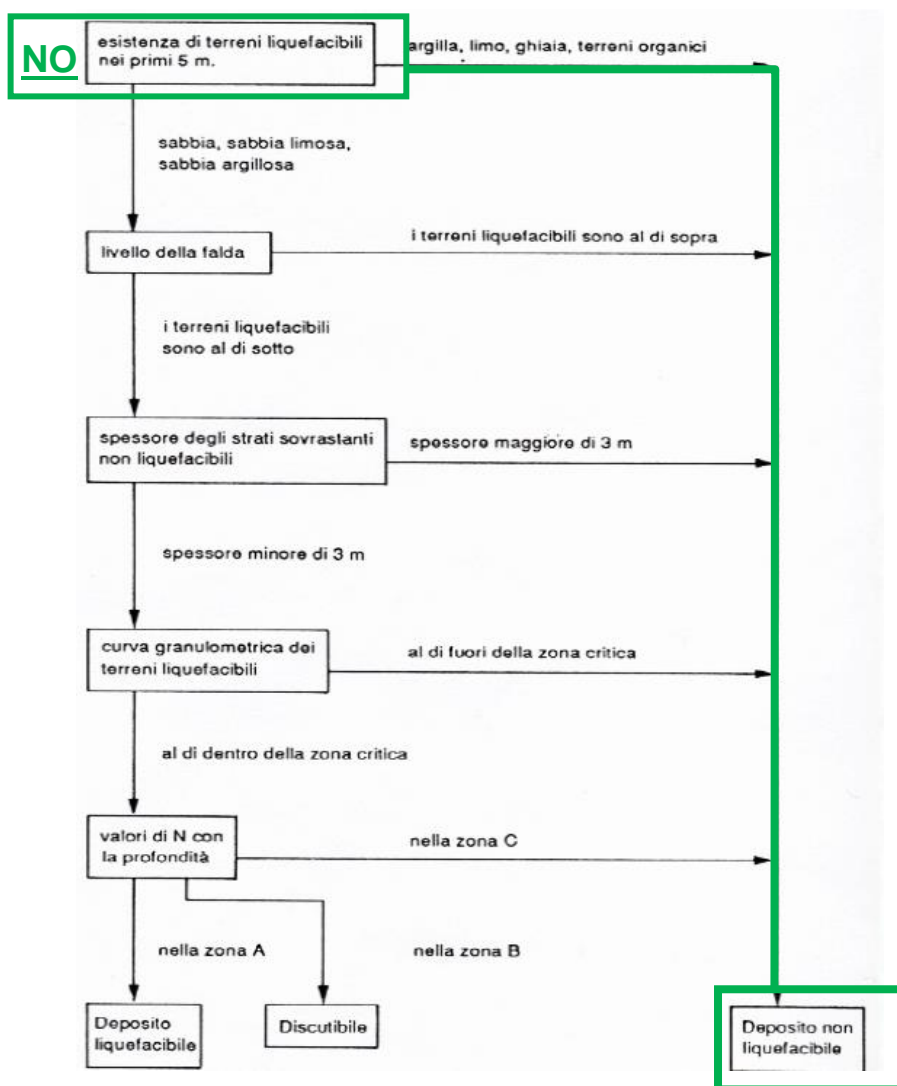 NO
esistenza di terreni liquefacibili
nei primi 5 m.
argilla, limo, ghiaia, terreni organici
sabbia, sabbia limosa,
sabbia argillosa
livello della falda
i terreni liquefacibili sono al di sopra
i terreni liquefacibili
sono al di sotto
spessore degli strati sovrastanti
non liquefacibili
spessore maggiore di 3 m
spessore minore di 3 m
curva granulometrica dei
terreni liquefacibili
al di fuori della zona critica
al di dentro della zona critica
valori di N con
la profondità
nella zona C
nella zona A
nella zona B
Deposito
liquefacibile
Discutibile
Deposito non
liquefacibile